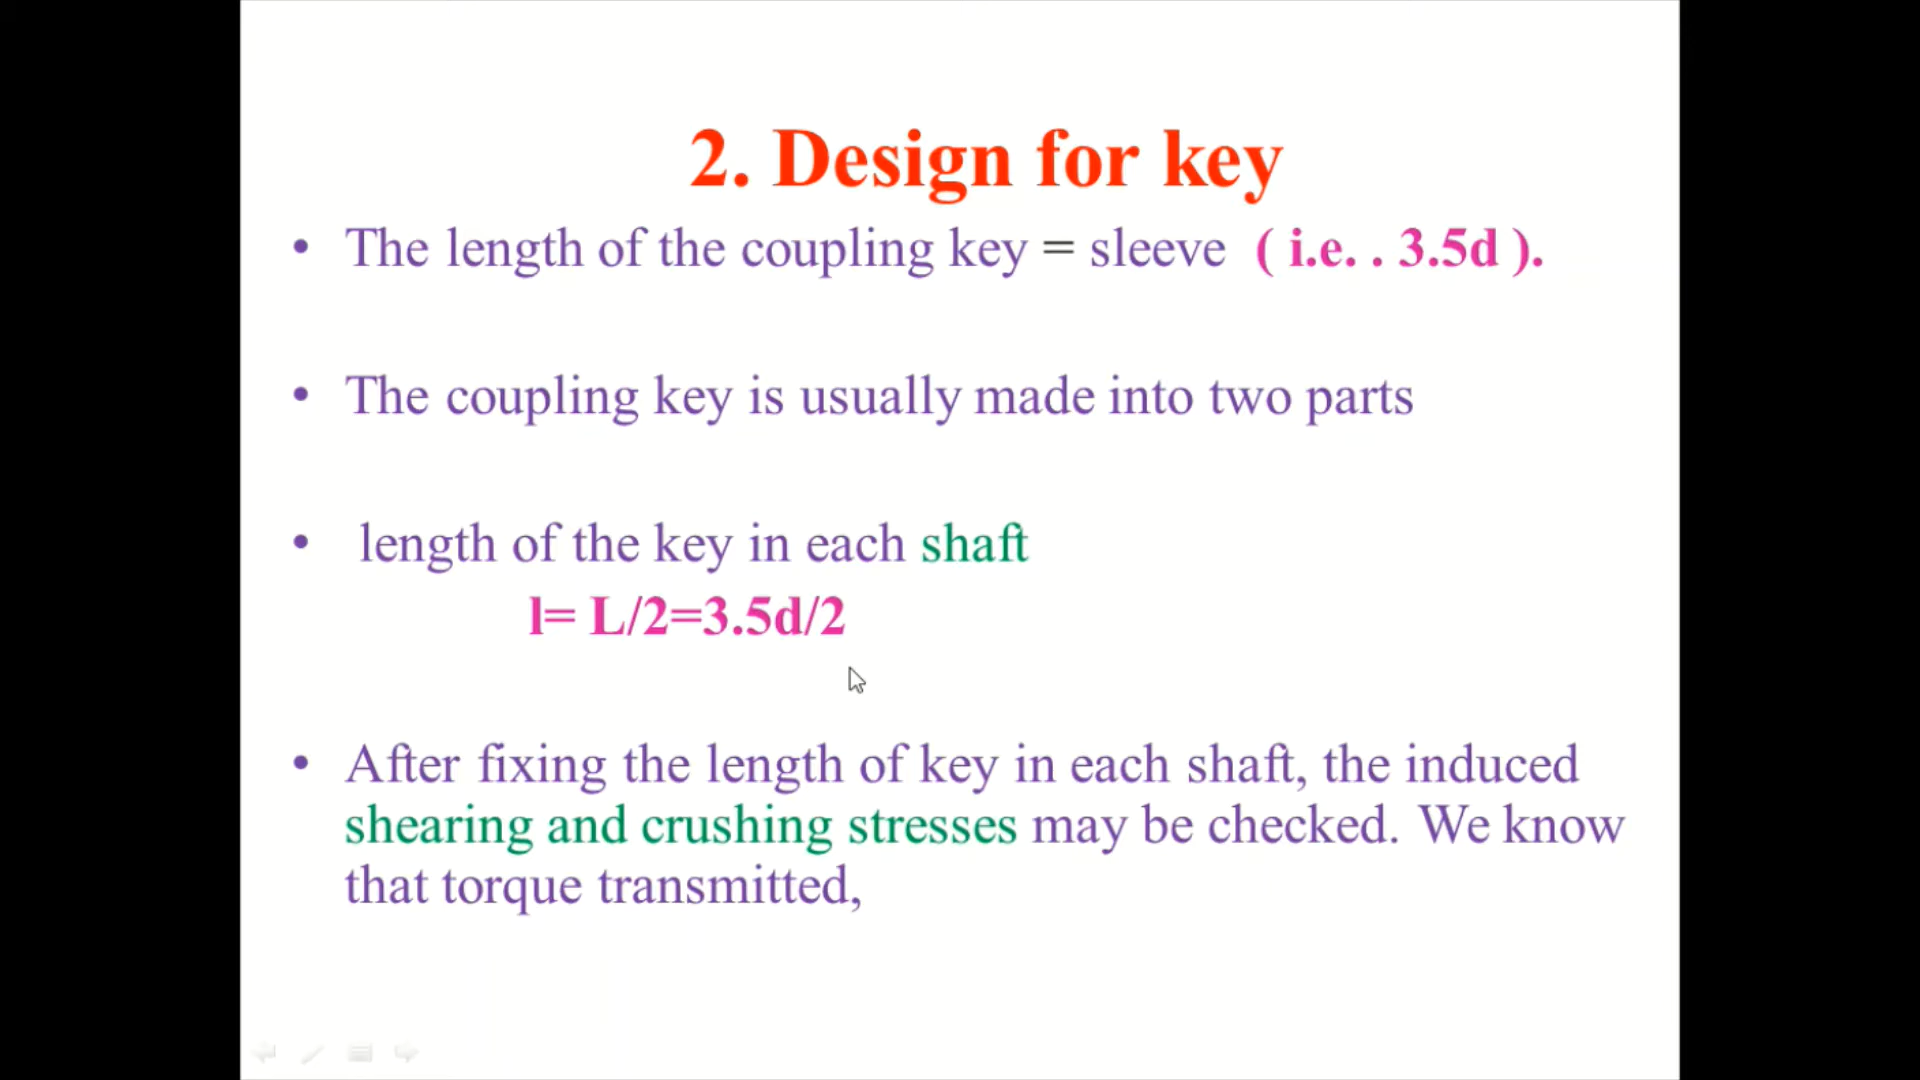 2. Design for key
• The length of the coupling key = sleeve ( i.e. . 3.5d ).
• The coupling key is usually made into two parts
• length of the key in each shaft
l= L/2=3.5d/2
• After fixing the length of key in each shaft, the induced
shearing and crushing stresses may be checked. We know
that torque transmitted,